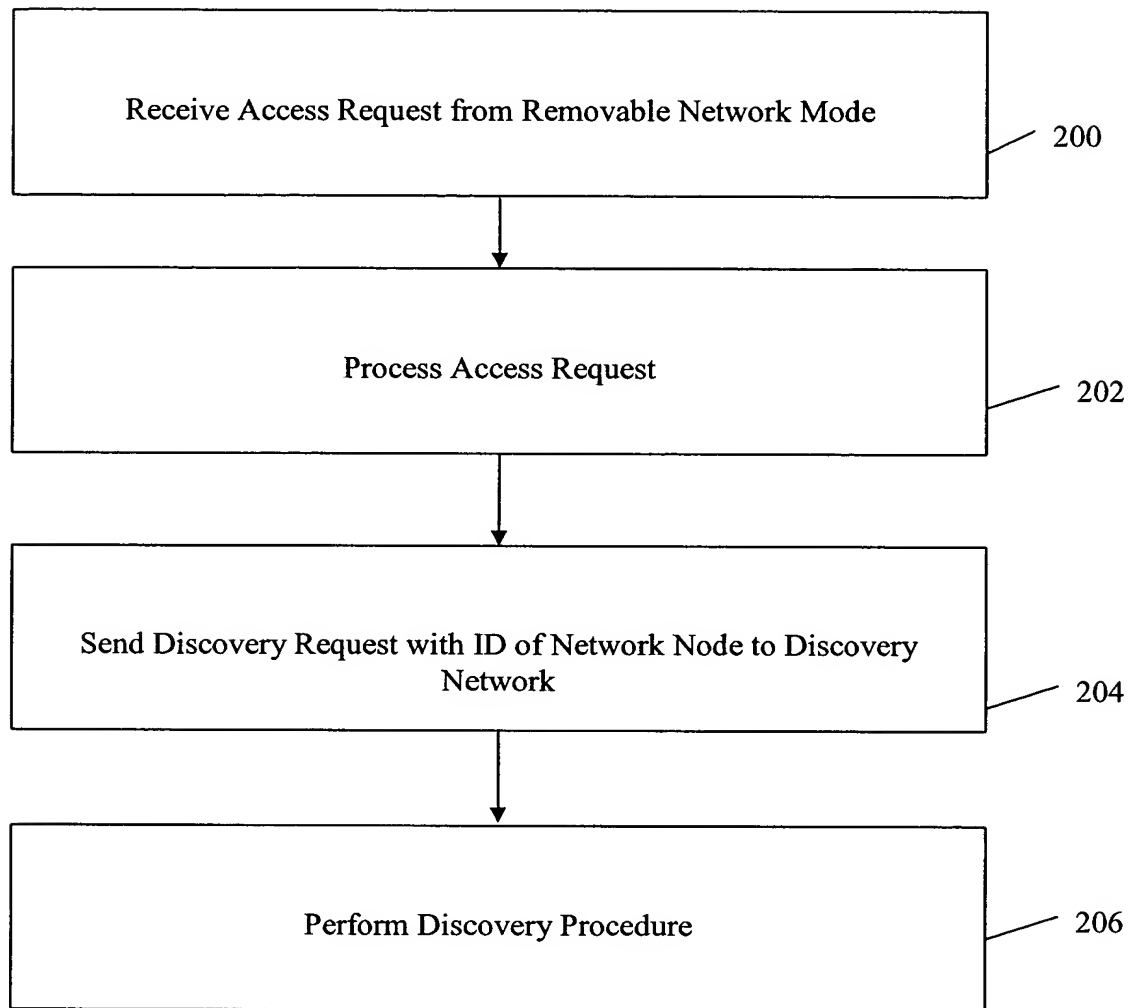 Receive Access Request from Removable Network Mode
200
Process Access Request
202
Send Discovery Request with ID of Network Node to Discovery
Network
204
Perform Discovery Procedure
206